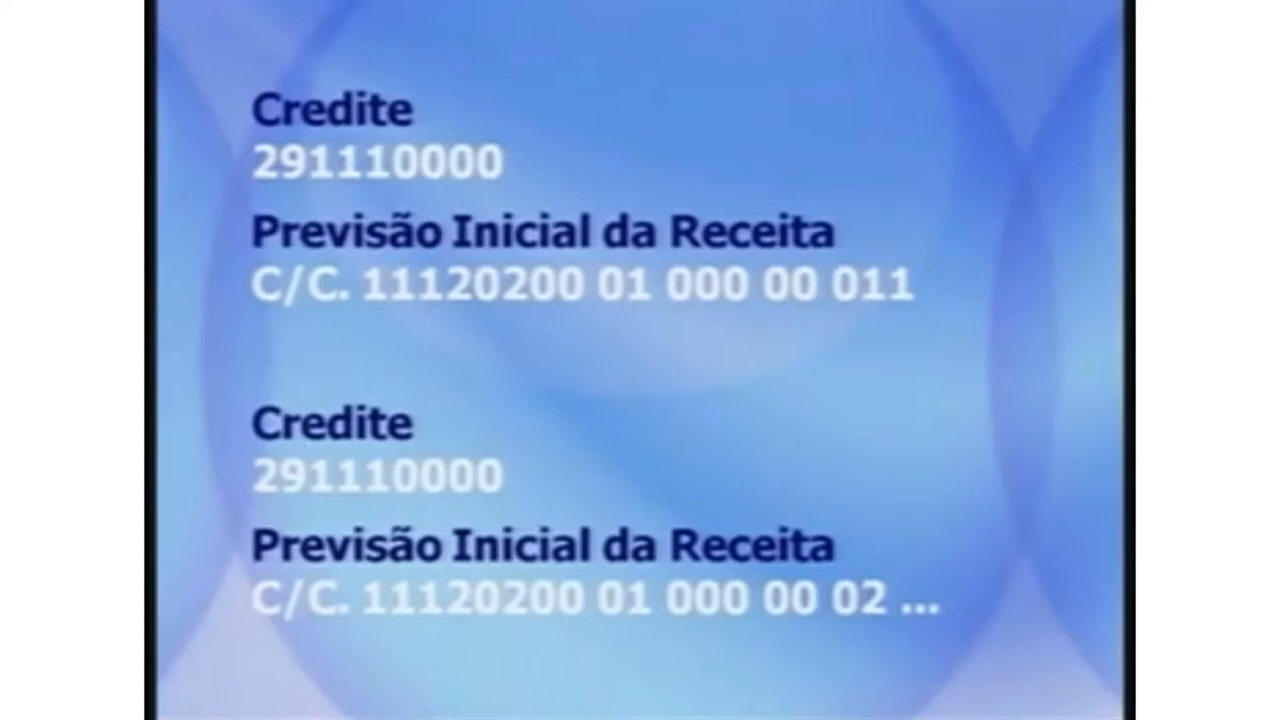 Credite
291110000
Previsão Inicial da Receita
C/C. 11120200 01 000 00 011
Credite
291110000
Previsão Inicial da Receita
C/C. 11120200 01 000 00 02 ...